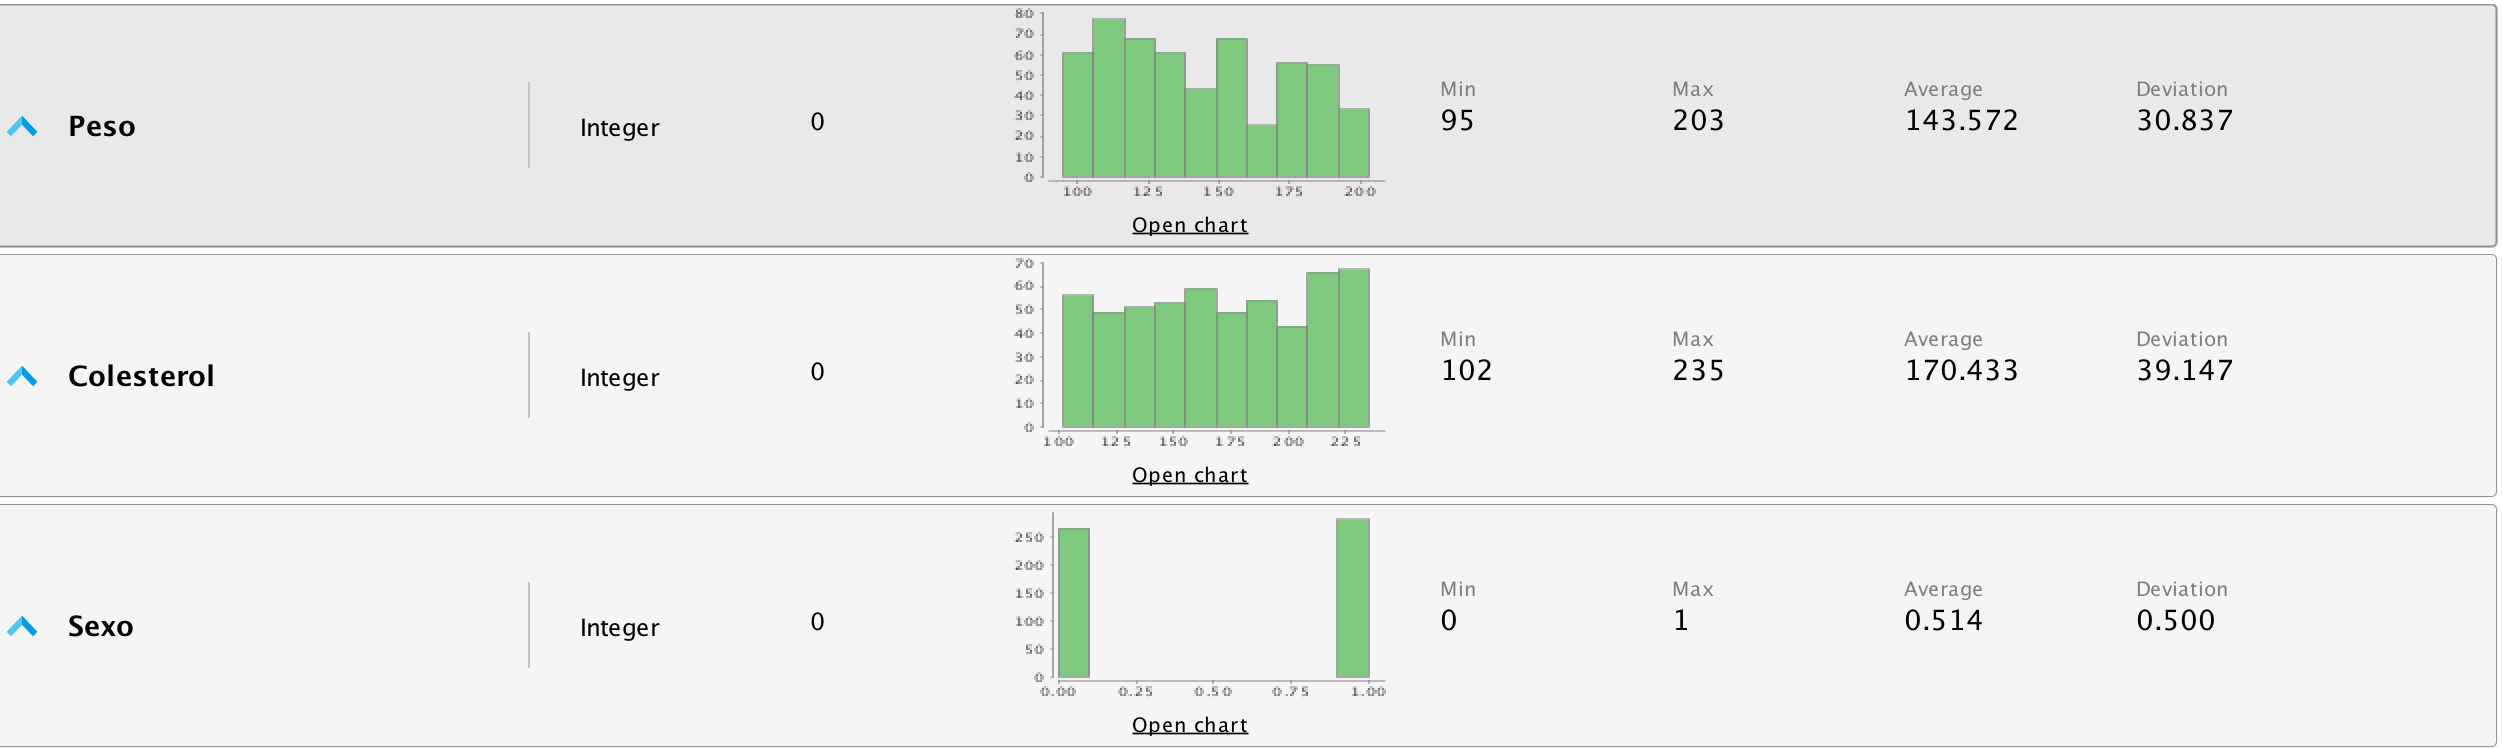 80
70
60
50
40
30
20
10
0
100 125 150 175 200
Peso
Integer
0
Open chart
Min
95
Max
203
Average
143.572
Deviation
30.837
70
60
50
40
30
20
10
0
100 125 150 175 200 225
Colesterol
Integer
0
Open chart
Min
102
Max
235
Average
170.433
Deviation
39.147
250
200
150
100
50
0
0.00 0.25 0.50 0.75 1.00
Sexo
Integer
0
Open chart
Min
0
Max
1
Average
0.514
Deviation
0.500